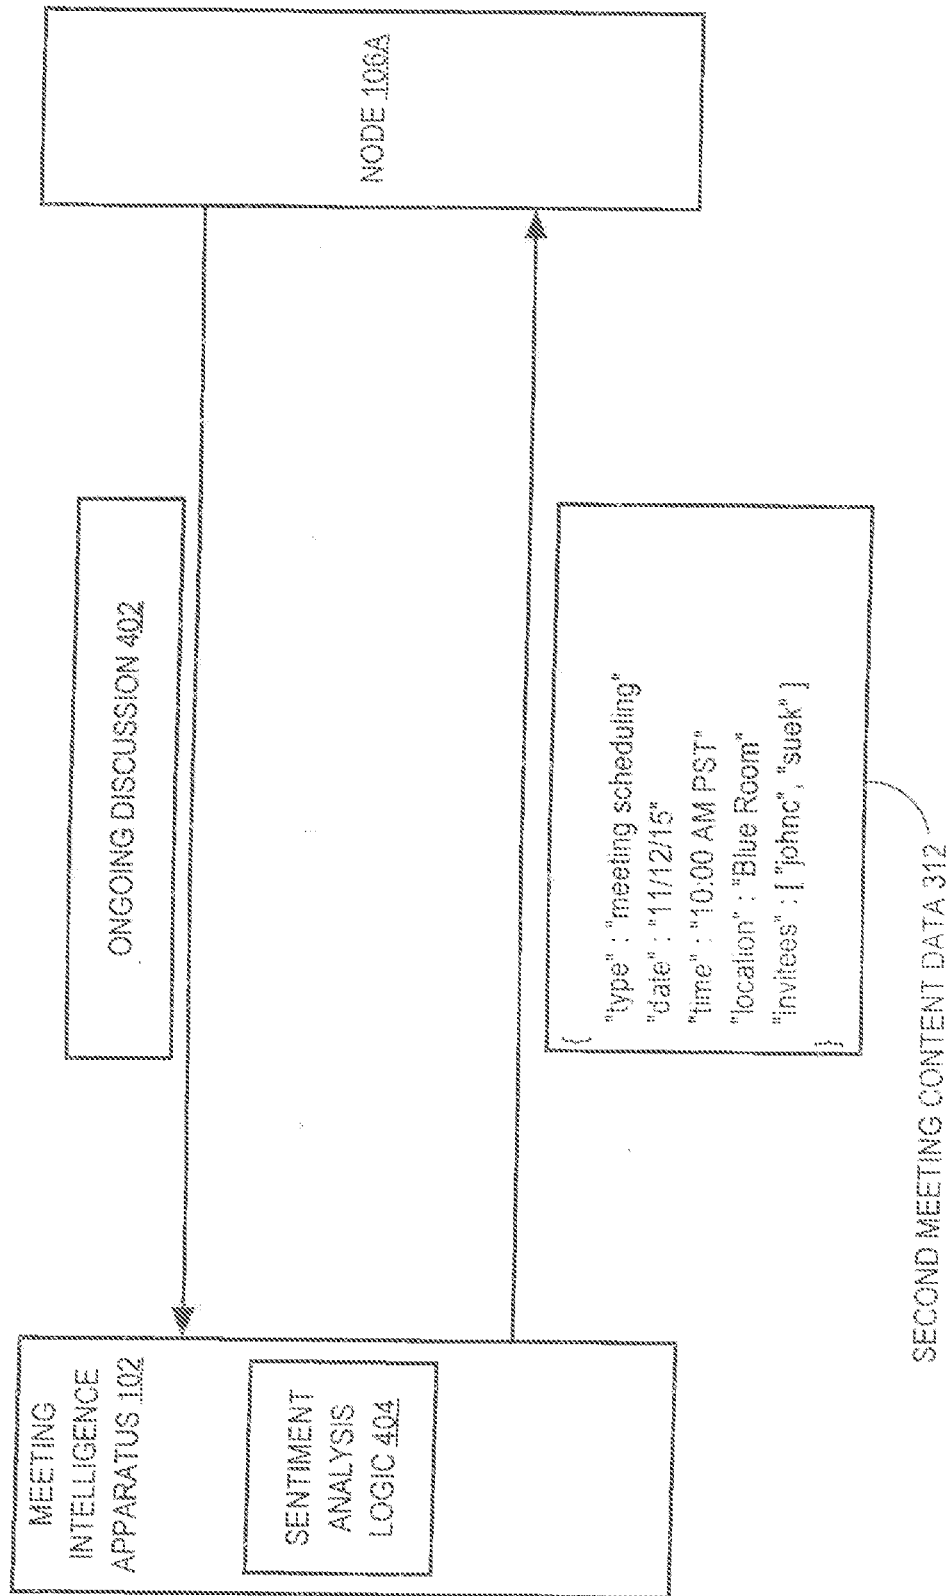 MEETING
INTELLIGENCE
APPARATUS 102
SENTIMENT
ANALYSIS
LOGIC 404
ONGOING DISCUSSION 402
NODE 106A
{
"type" : "meeting scheduling"
"date" : "11/12/15"
"time" : "10:00 AM PST"
"location" : "Blue Room"
"invitees" : [ "johnc", "suek" ]
}
SECOND MEETING CONTENT DATA 312